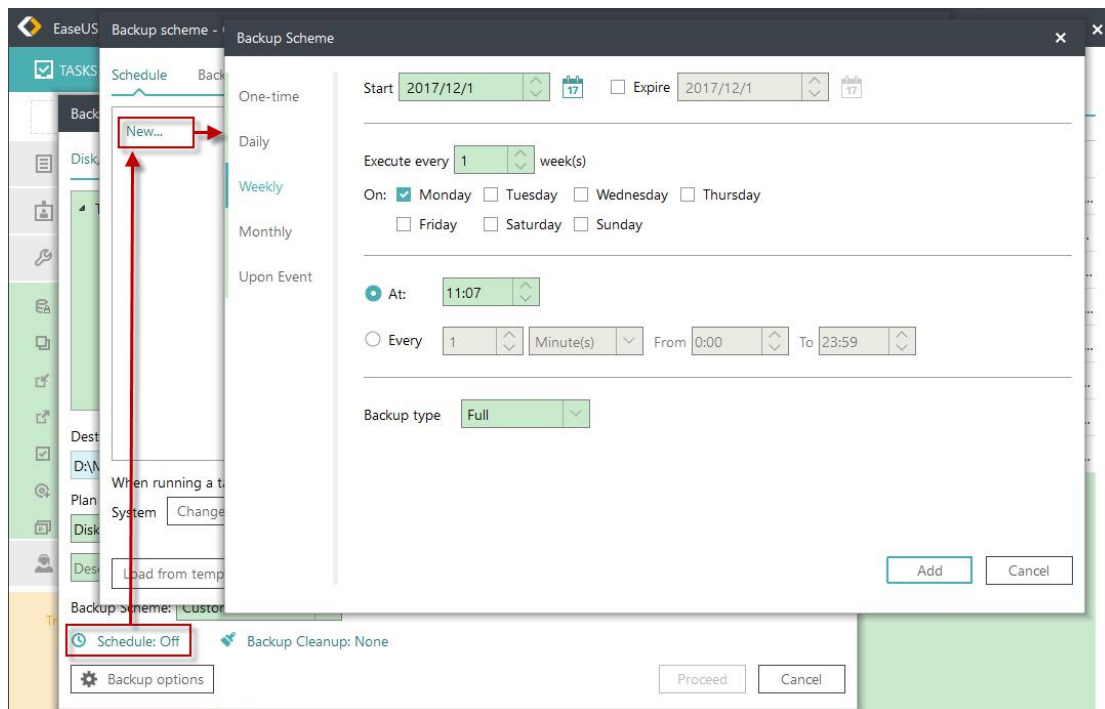 EaseUS
Backup scheme -
Backup Scheme
TASKS
Schedule
Back
New...
Back
Disk,
Dest
D:\M
Plan
Disk
Des
When running a t
System
Change
Load from temp
Backup Scheme: Custor
Schedule: Off
Backup Cleanup: None
Backup options
Proceed
Cancel
One-time
Daily
Weekly
Monthly
Upon Event
Start 2017/12/1 17 Expire 2017/12/1 17
Execute every 1 week(s)
On: Monday Tuesday Wednesday Thursday
Friday Saturday Sunday
At: 11:07
Every 1 Minute(s) From 0:00 To 23:59
Backup type Full
Add
Cancel